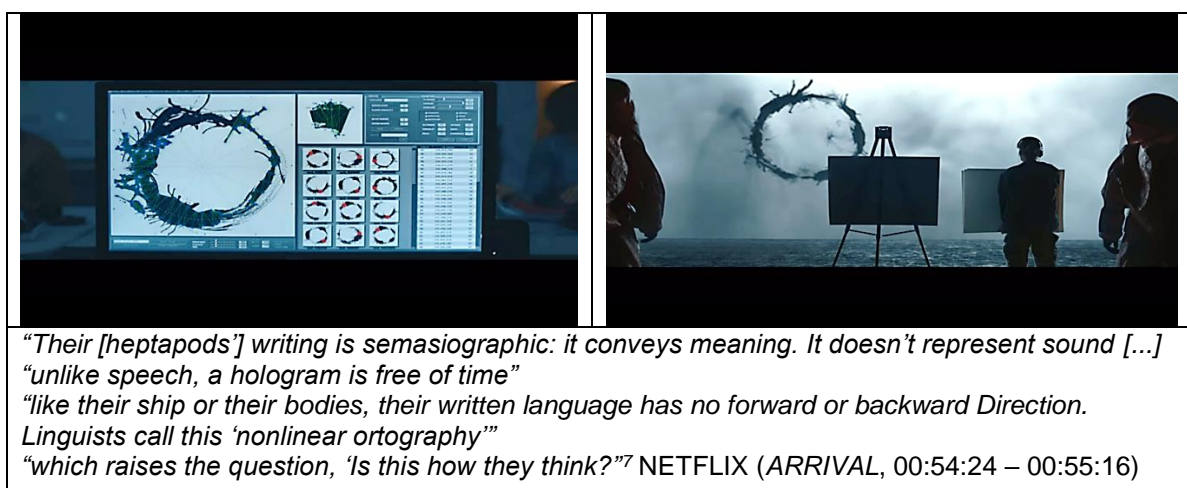 “Their [heptapods’] writing is semasiographic: it conveys meaning. It doesn’t represent sound [...]
“unlike speech, a hologram is free of time”
“like their ship or their bodies, their written language has no forward or backward Direction.
Linguists call this ‘nonlinear ortography’”
“which raises the question, ‘Is this how they think?”⁷ NETFLIX (ARRIVAL, 00:54:24 – 00:55:16)